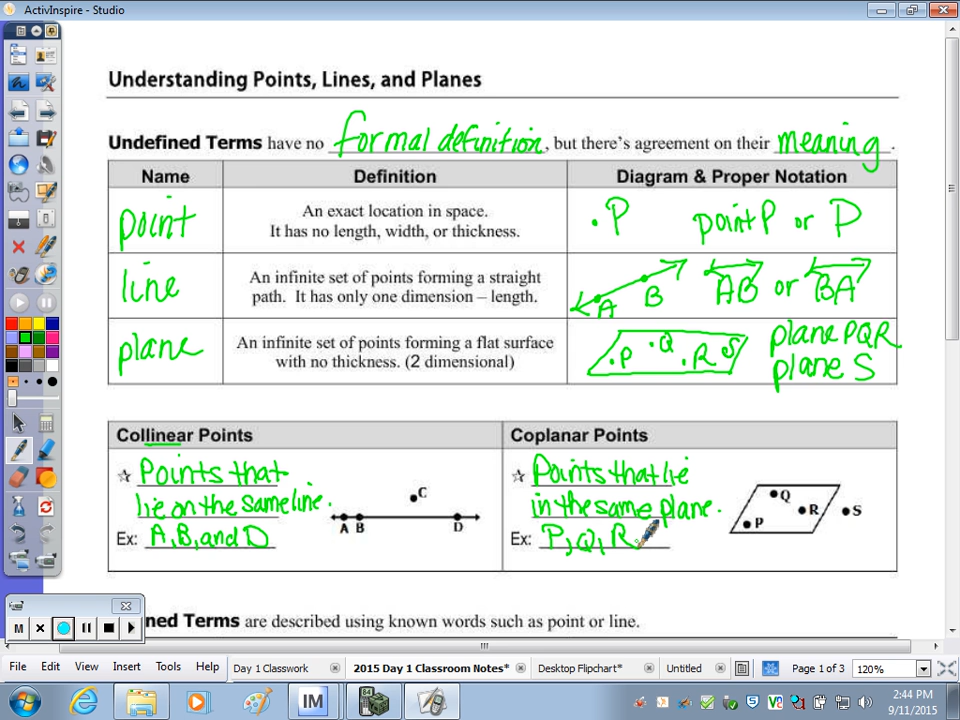 ActivInspire - Studio
Understanding Points, Lines, and Planes
Undefined Terms have no formal definition, but there's agreement on their meaning.
Name Definition Diagram & Proper Notation
point An exact location in space. .P point P or P
It has no length, width, or thickness.
line An infinite set of points forming a straight A B AB or BA
path. It has only one dimension – length.
plane An infinite set of points forming a flat surface P Q R S plane PQR
with no thickness. (2 dimensional) plane S
Collinear Points Coplanar Points
☆ Points that
lie on the same line.
Ex: A, B, and D
A B C D
☆ Points that lie
in the same plane.
Ex: P, Q, R
P Q R S
ned Terms are described using known words such as point or line.
M
File Edit View Insert Tools Help Day 1 Classwork 2015 Day 1 Classroom Notes* Desktop Flipchart* Untitled Page 1 of 3 120%
IM 84 V2 2:44 PM
9/11/2015